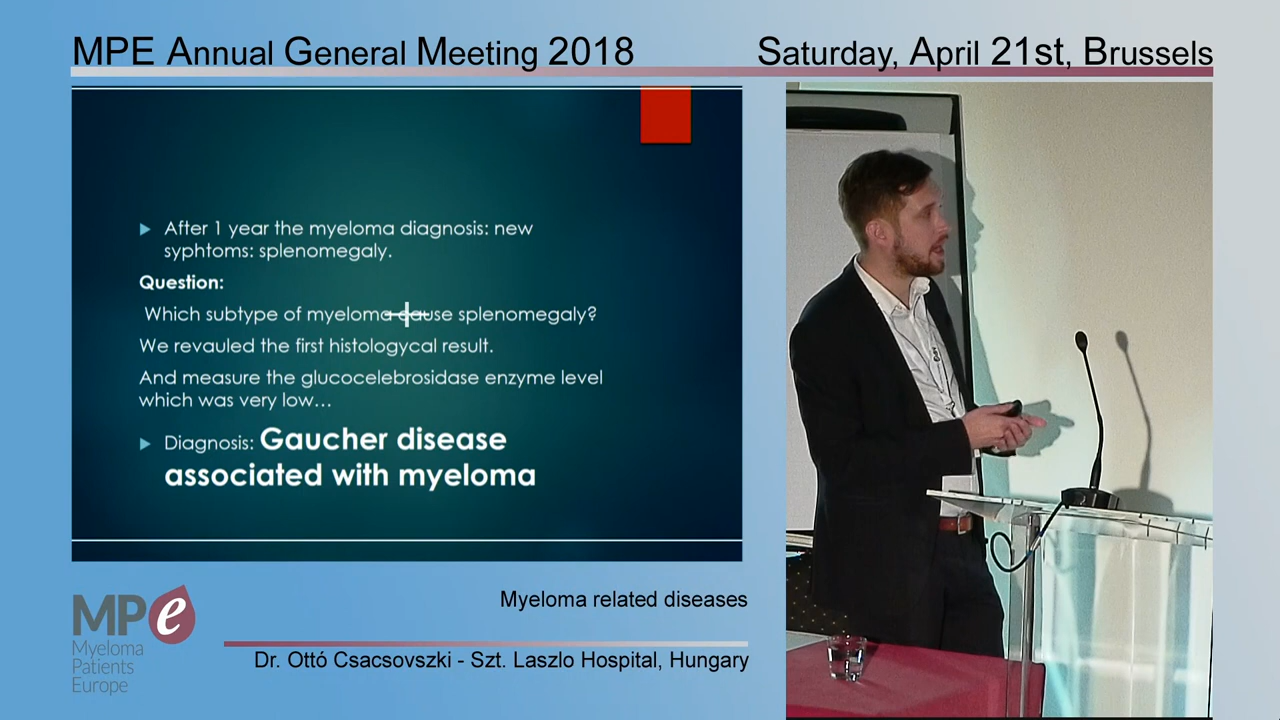 MPE Annual General Meeting 2018
Saturday, April 21st, Brussels
After 1 year the myeloma diagnosis: new
syphtoms: splenomegaly.
Question:
Which subtype of myeloma cause splenomegaly?
We revauled the first histologycal result.
And measure the glucocelebrosidase enzyme level
which was very low...
Diagnosis: Gaucher disease
associated with myeloma
Myeloma related diseases
MPe
Myeloma
Patients
Europe
Dr. Ottó Csacsovszki - Szt. Laszlo Hospital, Hungary